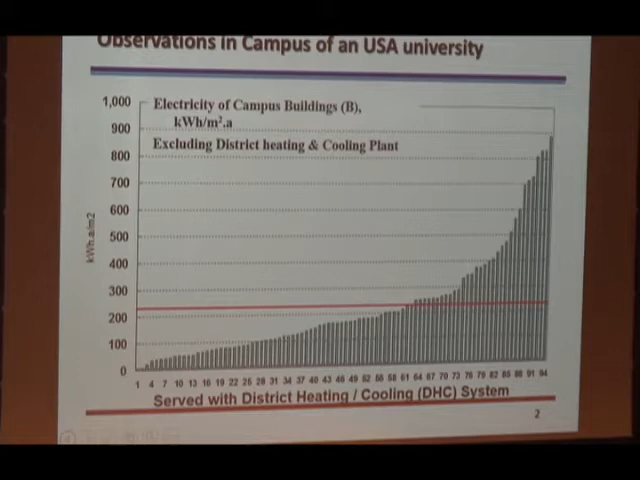 Observations in Campus of an USA university
Electricity of Campus Buildings (B),
kWh/m².a
Excluding District heating & Cooling Plant
1,000
900
800
700
600
500
400
300
200
100
0
kWh.a/m2
1 4 7 10 13 16 19 22 25 28 31 34 37 40 43 46 49 52 55 58 61 64 67 70 73 76 79 82 85 88 91 94
Served with District Heating / Cooling (DHC) System
2